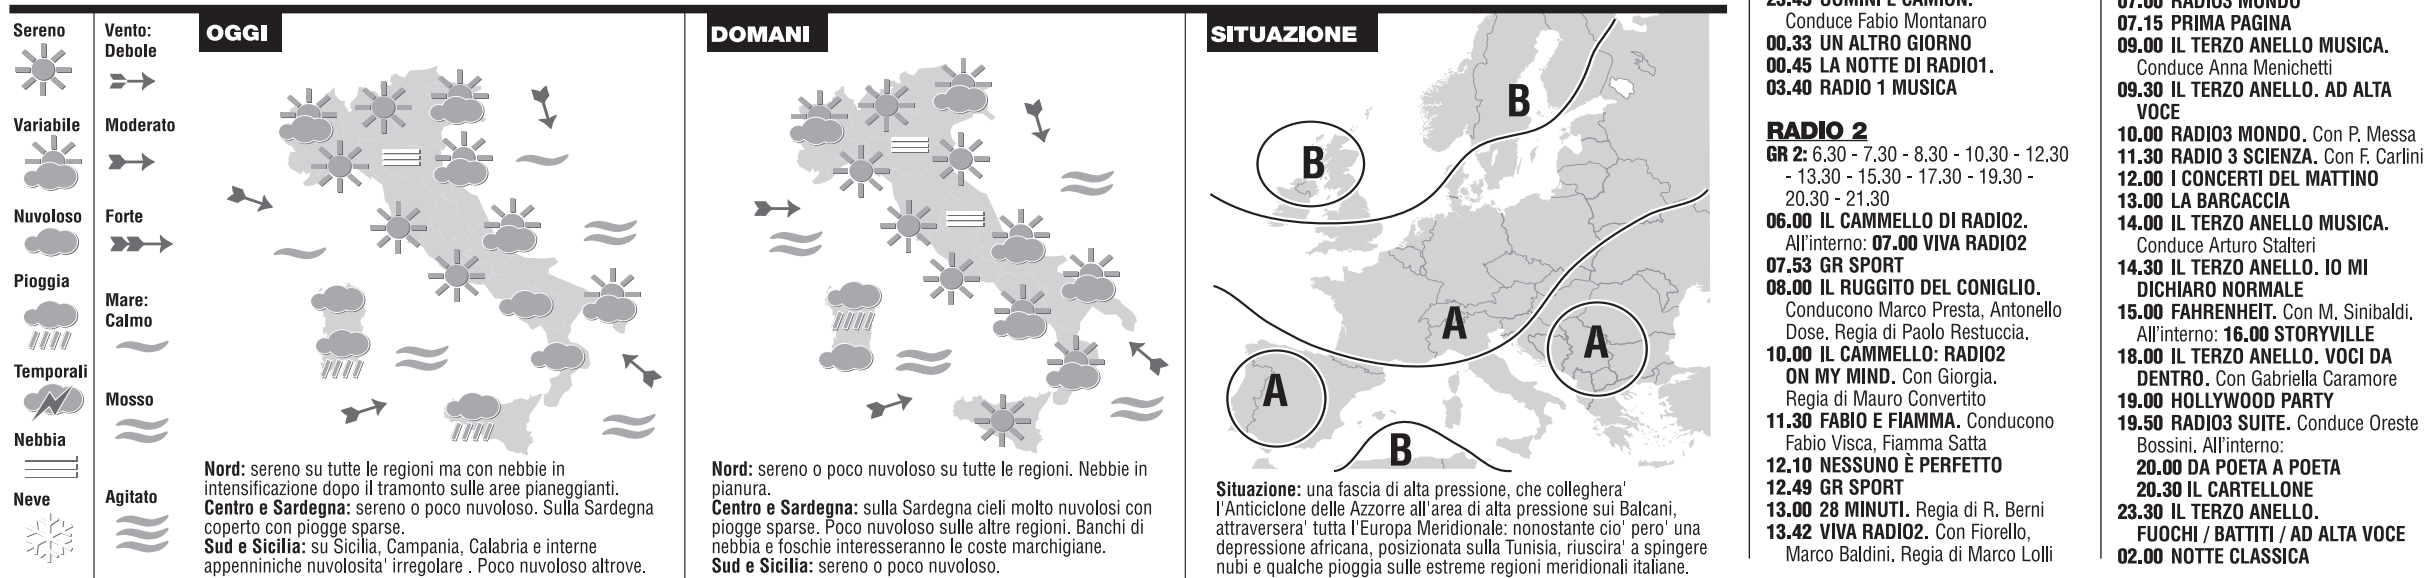 Sereno
Variabile
Nuvoloso
Pioggia
Temporali
Nebbia
Neve
Vento:
Debole
Moderato
Forte
Mare:
Calmo
Mosso
Agitato
OGGI
Nord: sereno su tutte le regioni ma con nebbie in
intensificazione dopo il tramonto sulle aree pianeggianti.
Centro e Sardegna: sereno o poco nuvoloso. Sulla Sardegna
coperto con piogge sparse.
Sud e Sicilia: su Sicilia, Campania, Calabria e interne
appenniniche nuvolosita' irregolare . Poco nuvoloso altrove.
DOMANI
Nord: sereno o poco nuvoloso su tutte le regioni. Nebbie in
pianura.
Centro e Sardegna: sulla Sardegna cieli molto nuvolosi con
piogge sparse. Poco nuvoloso sulle altre regioni. Banchi di
nebbia e foschie interesseranno le coste marchigiane.
Sud e Sicilia: sereno o poco nuvoloso.
SITUAZIONE
B
B
A
A
A
B
Situazione: una fascia di alta pressione, che colleghera'
l'Anticiclone delle Azzorre all'area di alta pressione sui Balcani,
attraversera' tutta l'Europa Meridionale: nonostante cio' pero' una
depressione africana, posizionata sulla Tunisia, riuscira' a spingere
nubi e qualche pioggia sulle estreme regioni meridionali italiane.
23.45 UOMINI E CAMION.
Conduce Fabio Montanaro
00.33 UN ALTRO GIORNO
00.45 LA NOTTE DI RADIO1.
03.40 RADIO 1 MUSICA
RADIO 2
GR 2: 6.30 - 7.30 - 8.30 - 10.30 - 12.30
- 13.30 - 15.30 - 17.30 - 19.30 -
20.30 - 21.30
06.00 IL CAMMELLO DI RADIO2.
All'interno: 07.00 VIVA RADIO2
07.53 GR SPORT
08.00 IL RUGGITO DEL CONIGLIO.
Conducono Marco Presta, Antonello
Dose. Regia di Paolo Restuccia.
10.00 IL CAMMELLO: RADIO2
ON MY MIND. Con Giorgia.
Regia di Mauro Convertito
11.30 FABIO E FIAMMA. Conducono
Fabio Visca, Fiamma Satta
12.10 NESSUNO È PERFETTO
12.49 GR SPORT
13.00 28 MINUTI. Regia di R. Berni
13.42 VIVA RADIO2. Con Fiorello,
Marco Baldini. Regia di Marco Lolli
07.00 RADIO3 MONDO
07.15 PRIMA PAGINA
09.00 IL TERZO ANELLO MUSICA.
Conduce Anna Menichetti
09.30 IL TERZO ANELLO. AD ALTA
VOCE
10.00 RADIO3 MONDO. Con P. Messa
11.30 RADIO 3 SCIENZA. Con F. Carlini
12.00 I CONCERTI DEL MATTINO
13.00 LA BARCACCIA
14.00 IL TERZO ANELLO MUSICA.
Conduce Arturo Stalteri
14.30 IL TERZO ANELLO. IO MI
DICHIARO NORMALE
15.00 FAHRENHEIT. Con M. Sinibaldi.
All'interno: 16.00 STORYVILLE
18.00 IL TERZO ANELLO. VOCI DA
DENTRO. Con Gabriella Caramore
19.00 HOLLYWOOD PARTY
19.50 RADIO3 SUITE. Conduce Oreste
Bossini. All'interno:
20.00 DA POETA A POETA
20.30 IL CARTELLONE
23.30 IL TERZO ANELLO.
FUOCHI / BATTITI / AD ALTA VOCE
02.00 NOTTE CLASSICA